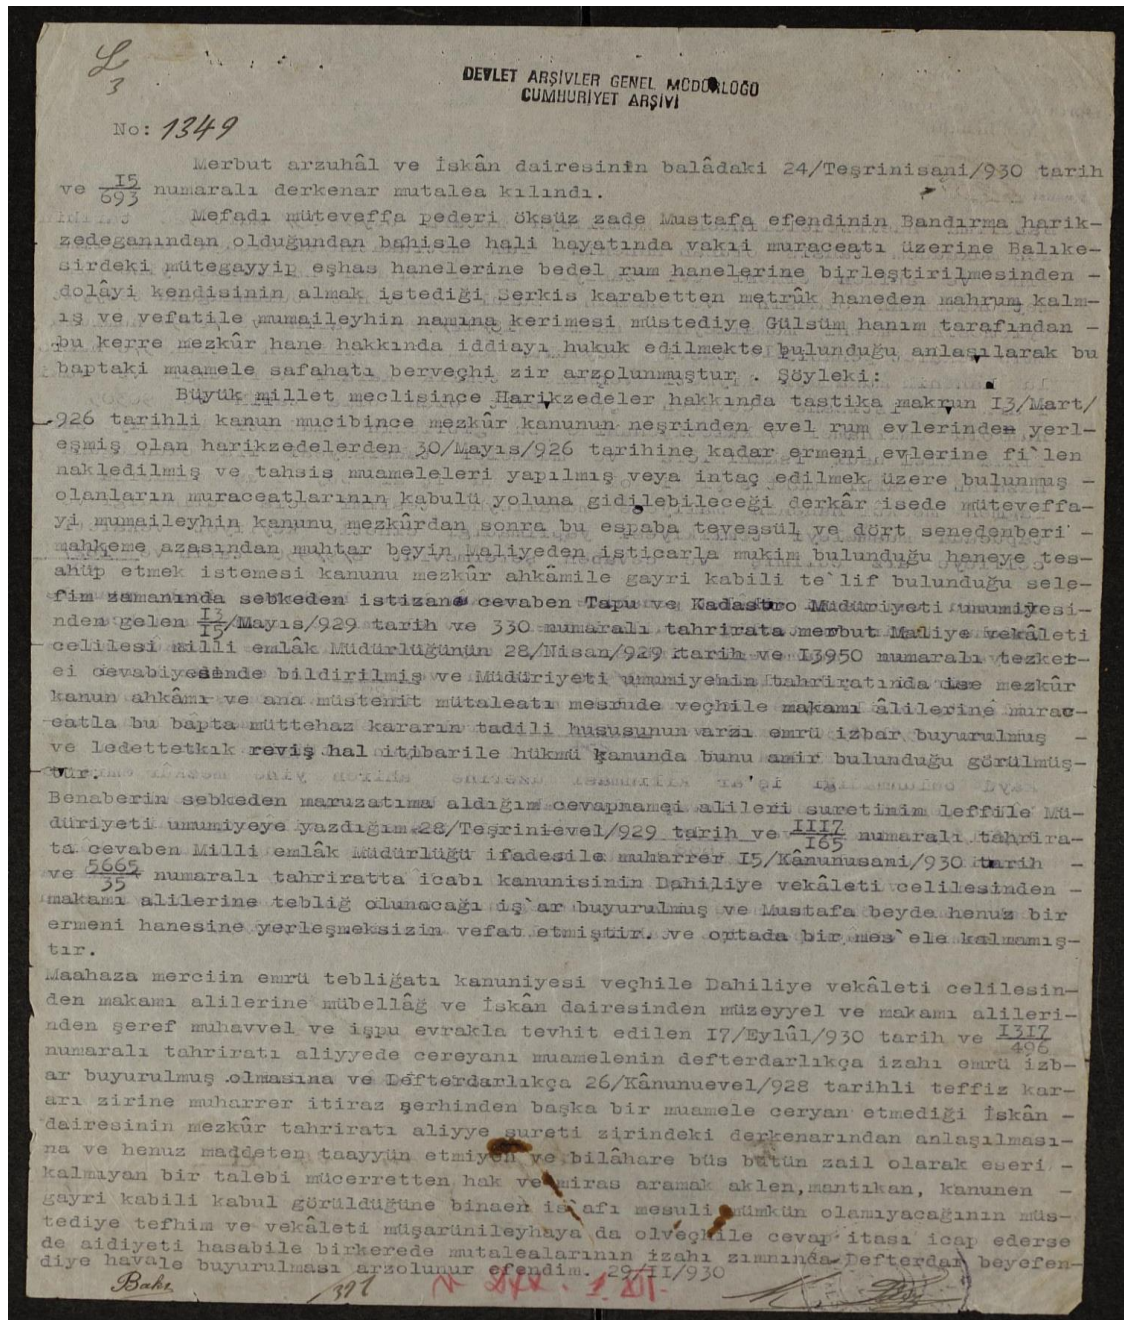 L
3
DEVLET ARŞİVLER GENEL MÜDÜRLÜĞÜ
CUMHURİYET ARŞİVİ
No: 1349
Merbut arzuhâl ve İskân dairesinin balâdaki 24/Teşrinisani/930 tarih
ve I5/693 numaralı derkenar mutalea kılındı.
Mefadı müteveffa pederi öksüz zade Mustafa efendinin Bandırma harik-
zedeganından olduğundan bahisle hali hayatında vakıi muraceatı üzerine Balıke-
sirdeki mütegayyip eşhas hanelerine bedel rum hanelerine birleştirilmesinden -
dolâyi kendisinin almak istediği Serkis karabetten metrûk haneden mahrum kalm-
ış ve vefatile mumaileyhin namına kerimesi müstediye Gülsüm hanım tarafından -
bu kerre mezkûr hane hakkında iddiayı hukuk edilmekte bulunduğu anlaşılarak bu
baptaki muamele safahatı berveçhi zir arzolunmuştur . Şöyleki:
Büyük millet meclisince Harikzedeler hakkında tastika makrun I3/Mart/
926 tarihli kanun mucibince mezkûr kanunun neşrinden evel rum evlerinden yerl-
eşmiş olan harikzedelerden 30/Mayıs/926 tarihine kadar ermeni evlerine fi`len
nakledilmiş ve tahsis muameleleri yapılmış veya intaç edilmek üzere bulunmuş -
olanların muraceatlarının kabulü yoluna gidilebileceği derkâr isede müteveffa-
yi mumaileyhin kanunu mezkûrdan sonra bu espaba tevessül ve dört senedenberi
mahkeme azasından muhtar beyin Maliyeden isticarla mukim bulunduğu haneye tes-
ahüp etmek istemesi kanunu mezkûr ahkâmile gayri kabili te`lif bulunduğu sele-
fim zamanında sebkeden istizane cevaben Tapu ve Kadastro Müdüriyeti umumiyesi-
nden gelen I3/I5/Mayıs/929 tarih ve 330 numaralı tahrirata merbut Maliye vekâleti
celilesi milli emlâk Müdürlüğünün 28/Nisan/929 tarih ve I3950 numaralı tezker-
ei cevabiyesinde bildirilmiş ve Müdüriyeti umumiyenin tahriratında ise mezkûr
kanun ahkâmı ve ana müstenit mütaleatı mesrude veçhile makamı âlilerine murac-
eatla bu bapta müttehaz kararın tadili hususunun arzı emrü izbar buyurulmuş -
ve ledettetkık reviş hal itibarile hükmü kanunda bunu amir bulunduğu görülmüş-
tür.
Benaberin sebkeden maruzatıma aldığım cevapnamei alileri suretinim leffile Mü-
düriyeti umumiyeye yazdığım 28/Teşrinievel/929 tarih ve III7/I65 numaralı tahrira-
ta cevaben Milli emlâk Müdürlüğü ifadesile muharrer I5/Kânunusani/930 tarih -
ve 5665/35 numaralı tahriratta icabı kanunisinin Dahiliye vekâleti celilesinden -
makamı alilerine tebliğ olunacağı iş`ar buyurulmuş ve Mustafa beyde henuz bir
ermeni hanesine yerleşmeksizin vefat etmiştir. ve ortada bir mes`ele kalmamış-
tır.
Maahaza merciin emrü tebliğatı kanuniyesi veçhile Dahiliye vekâleti celilesin-
den makamı alilerine mübellâğ ve İskân dairesinden müzeyyel ve makamı alileri-
nden şeref muhavvel ve işpu evrakla tevhit edilen I7/Eylûl/930 tarih ve I3I7/496
numaralı tahriratı aliyyede cereyanı muamelenin defterdarlıkça izahı emrü izb-
ar buyurulmuş olmasına ve Defterdarlıkça 26/Kânunuevel/928 tarihli teffiz kar-
arı zirine muharrer itiraz şerhinden başka bir muamele ceryan etmediği İskân -
dairesinin mezkûr tahriratı aliyye sureti zirindeki derkenarından anlaşılması-
na ve henuz maddeten taayyün etmiyen ve bilâhare büs bütün zail olarak eseri -
kalmıyan bir talebi mücerretten hak ve miras aramak aklen,mantıkan, kanunen -
gayri kabili kabul görüldüğüne binaen is`afı mesuli mümkün olamıyacağının müs-
tediye tefhim ve vekâleti müşarünileyhaya da olveçhile cevap itası icap ederse
de aidiyeti hasabile birkerede mutalealarının izahı zımnında Defterdar beyefen-
diye havale buyurulması arzolunur efendim. 29/II/930